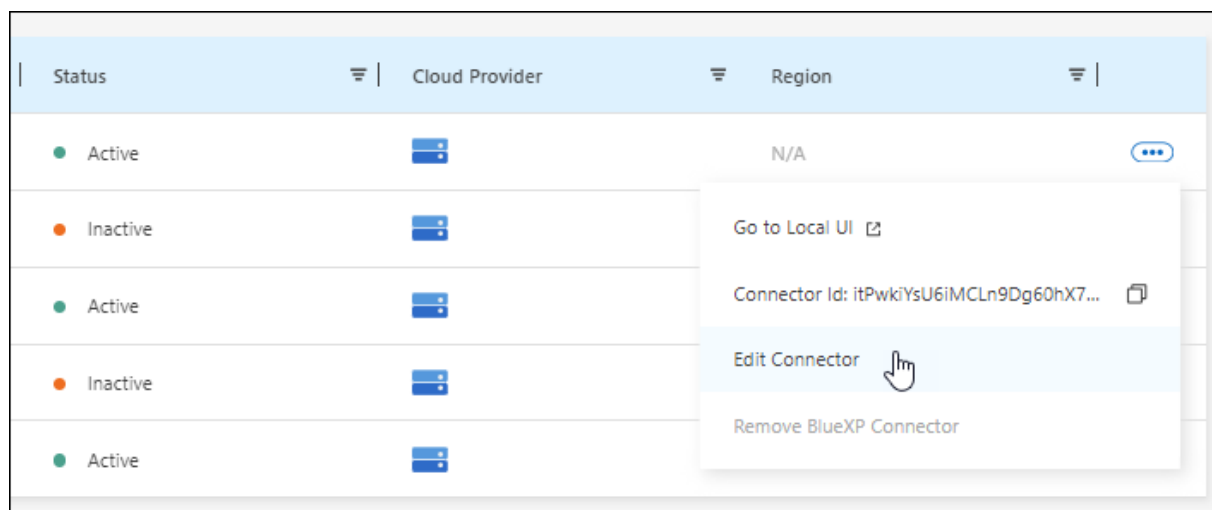 Status
Cloud Provider
Region
Active
N/A
Inactive
Go to Local UI
Connector Id: itPwkiYsU6iMCLn9Dg60hX7...
Active
Edit Connector
Inactive
Remove BlueXP Connector
Active